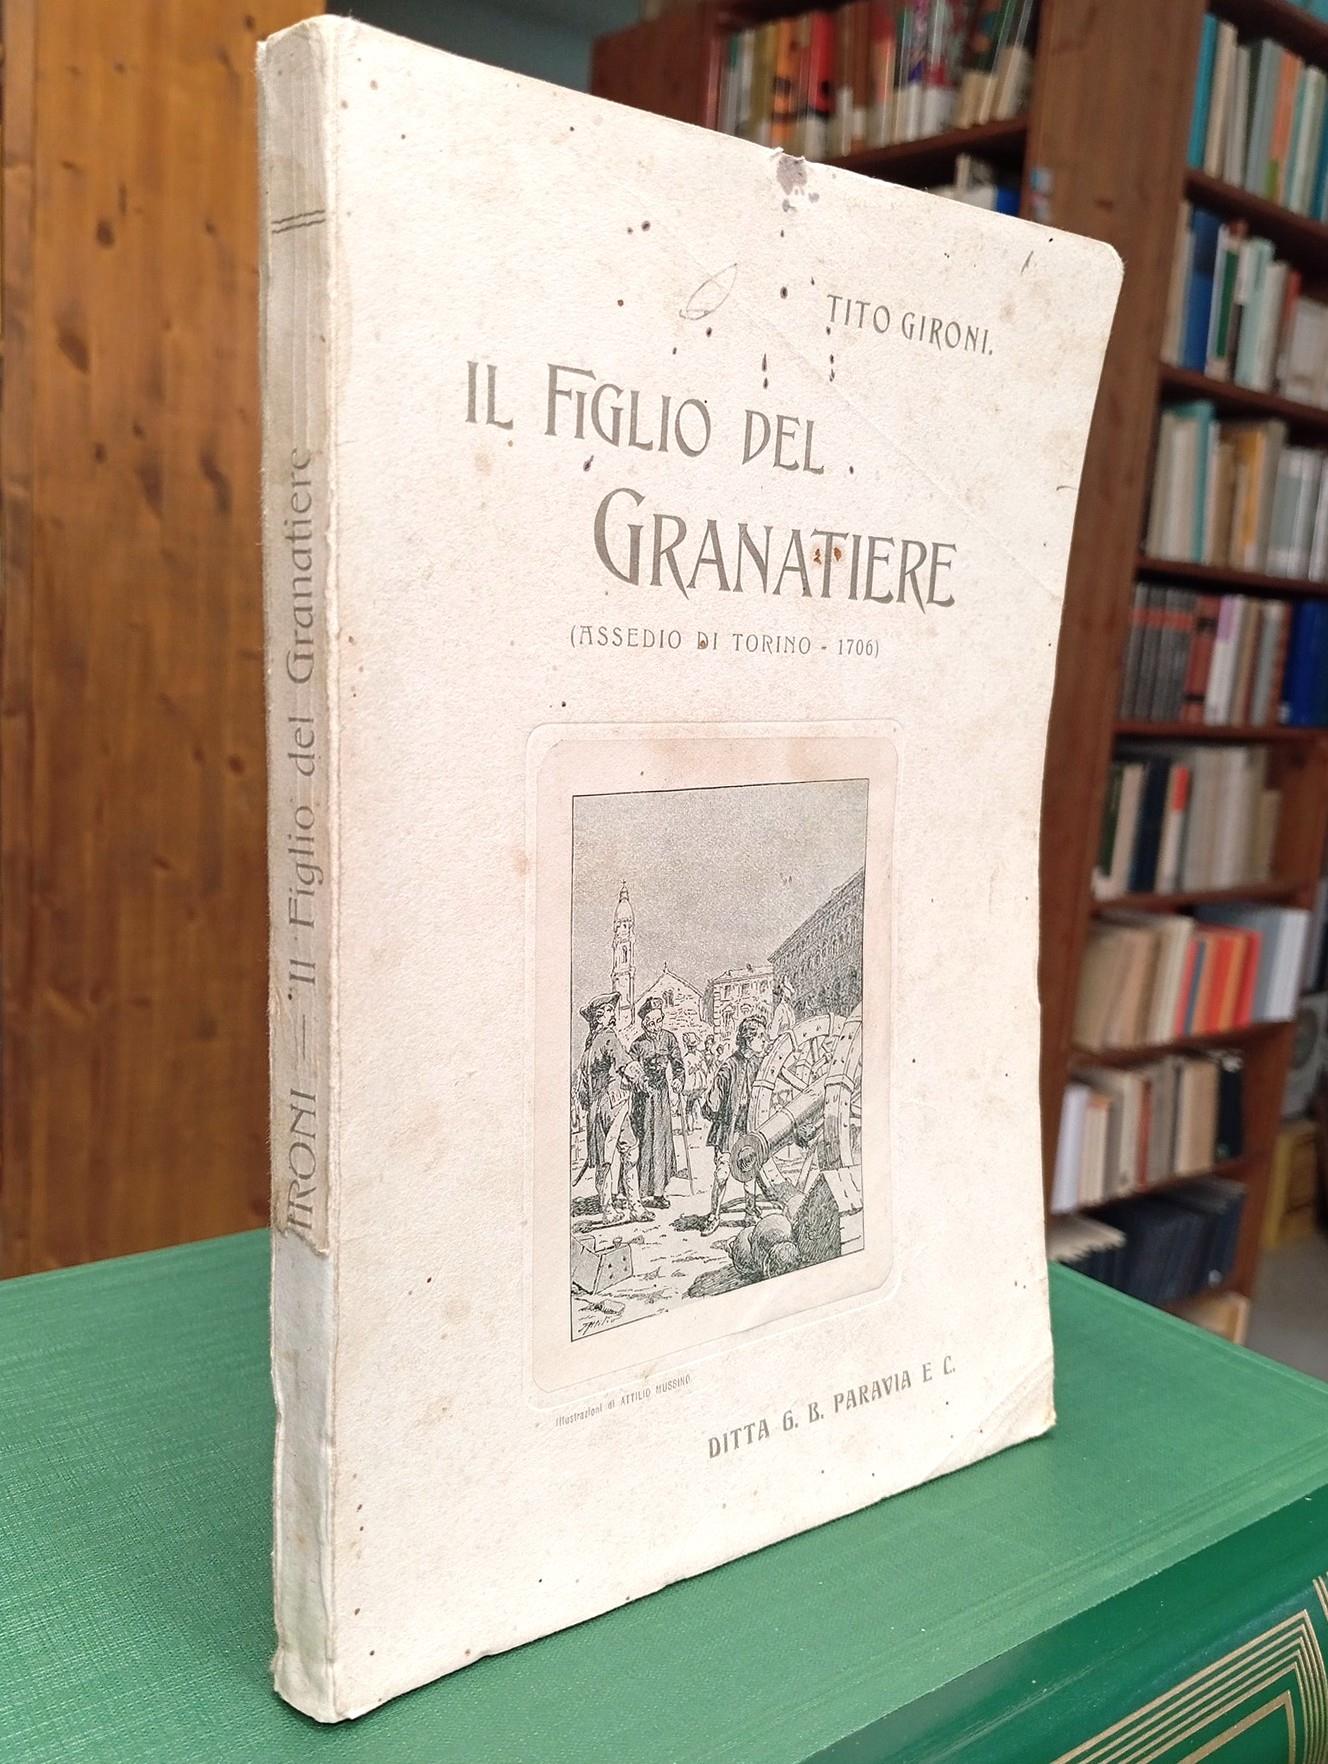 TITO GIRONI.
IL FIGLIO DEL
GRANATIERE
(ASSEDIO DI TORINO - 1706)
Illustrazioni di ATTILIO MUSSINO.
DITTA G. B. PARAVIA E C.
IRONI = "Il Figlio del Granatiere